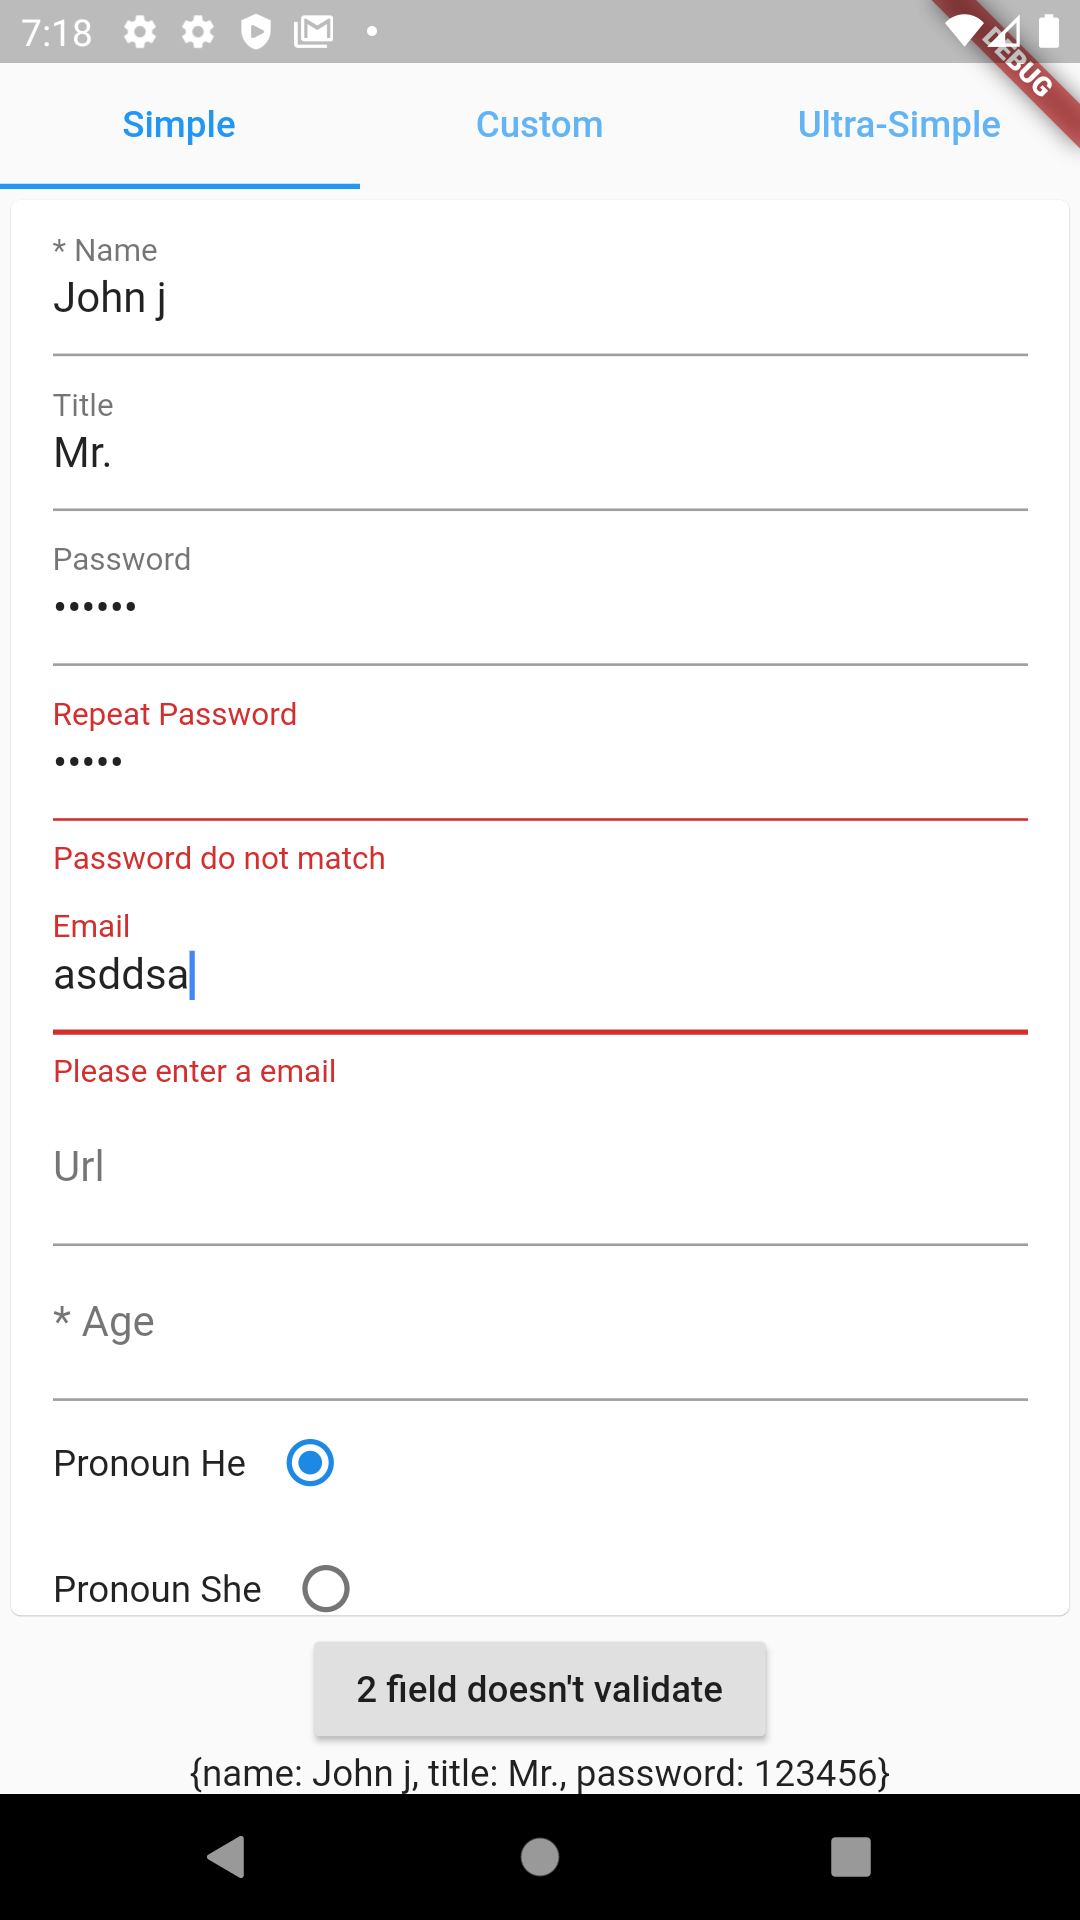 7:18
DEBUG
Simple Custom Ultra-Simple
* Name
John j
Title
Mr.
Password
••••••
Repeat Password
•••••
Password do not match
Email
asddsa
Please enter a email
Url
* Age
Pronoun He
Pronoun She
2 field doesn't validate
{name: John j, title: Mr., password: 123456}